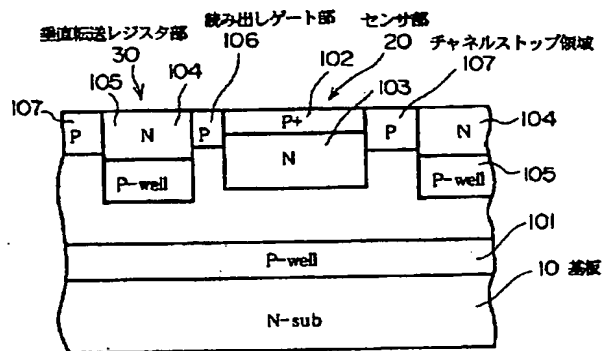 垂直転送レジスタ部
30
読み出しゲート部
106
センサ部
20
チャネルストップ領域
107
107
105
104
102
103
104
P
N
P
P+
N
P
N
P-well
P-well
105
P-well
101
10 基板
N-sub